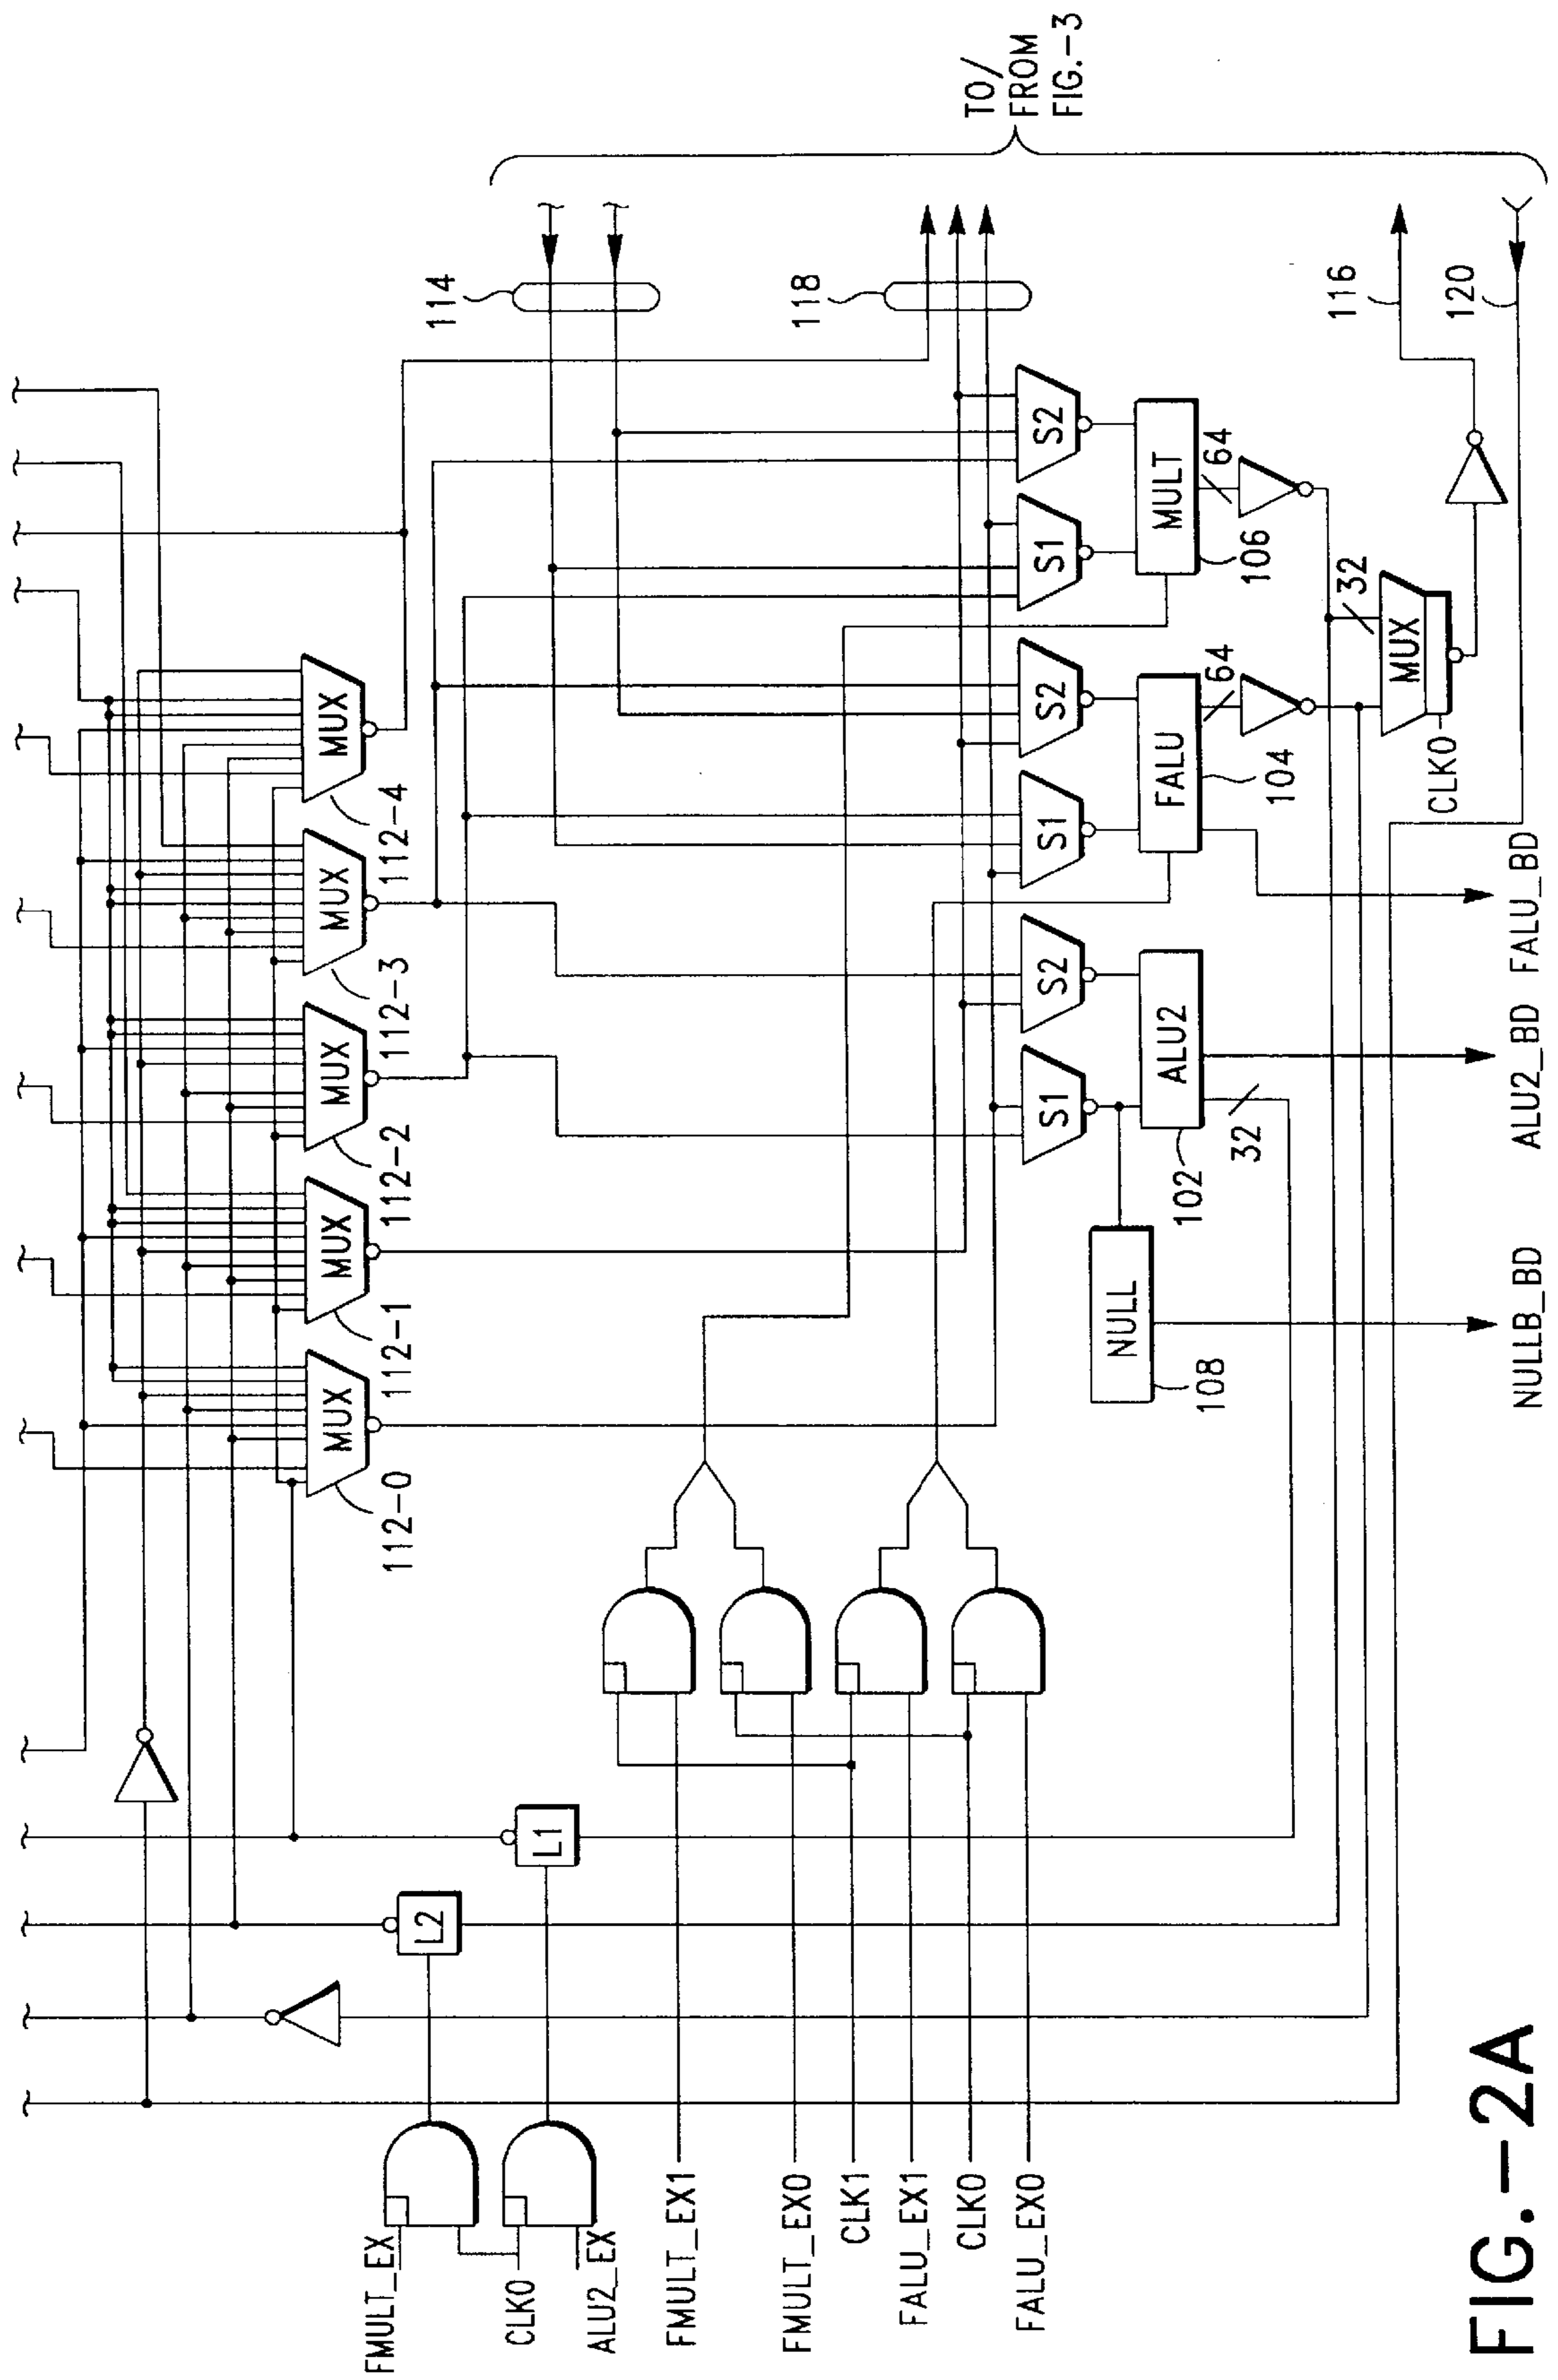 TO/
FROM
FIG.-3
114
118
116
120
MUX
112-4
MUX
112-3
MUX
112-2
MUX
112-1
MUX
112-0
S2
S1
MULT
106
64
S2
S1
FALU
104
64
S2
S1
ALU2
102
32
NULL
108
32
MUX
CLK0
FALU_BD
ALU2_BD
NULLB_BD
L1
L2
FMULT_EX
CLK0
ALU2_EX
FMULT_EX1
FMULT_EX0
CLK1
FALU_EX1
CLK0
FALU_EX0
FIG.-2A